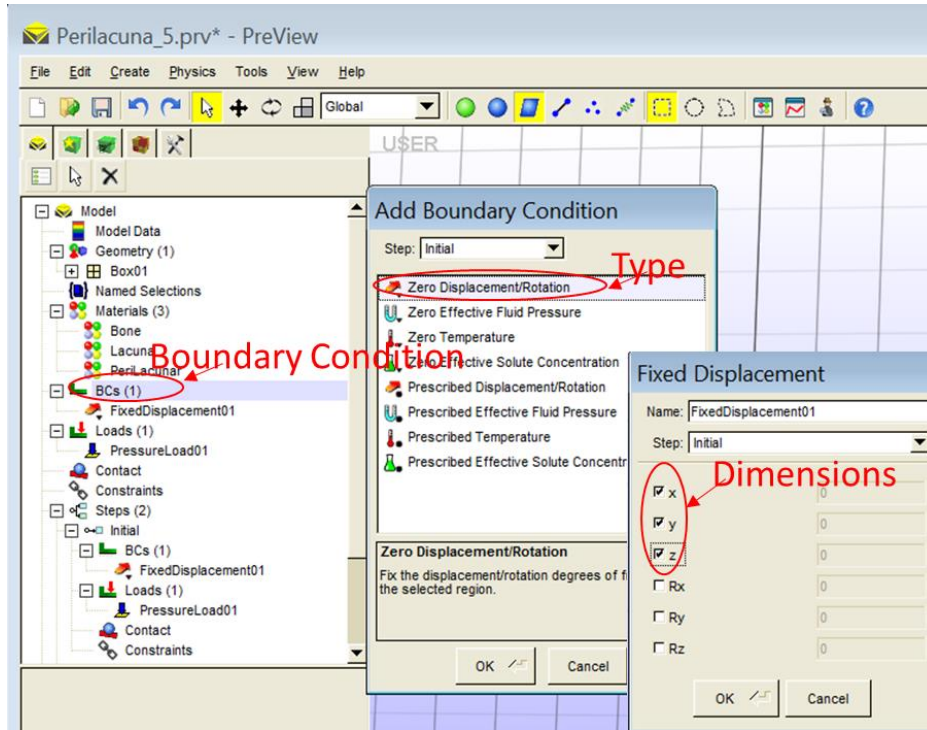 Perilacuna_5.prv* - PreView
File Edit Create Physics Tools View Help
Global
USER
Model
Model Data
Geometry (1)
Box01
Named Selections
Materials (3)
Bone
Lacuna
PeriLacunar
BCs (1)
FixedDisplacement01
Loads (1)
PressureLoad01
Contact
Constraints
Steps (2)
Initial
BCs (1)
FixedDisplacement01
Loads (1)
PressureLoad01
Contact
Constraints
Boundary Condition
Add Boundary Condition
Step: Initial
Type
Zero Displacement/Rotation
Zero Effective Fluid Pressure
Zero Temperature
Zero Effective Solute Concentration
Prescribed Displacement/Rotation
Prescribed Effective Fluid Pressure
Prescribed Temperature
Prescribed Effective Solute Concentr
Zero Displacement/Rotation
Fix the displacement/rotation degrees of f
the selected region.
OK Cancel
Fixed Displacement
Name: FixedDisplacement01
Step: Initial
Dimensions
x 0
y 0
z 0
Rx 0
Ry 0
Rz 0
OK Cancel